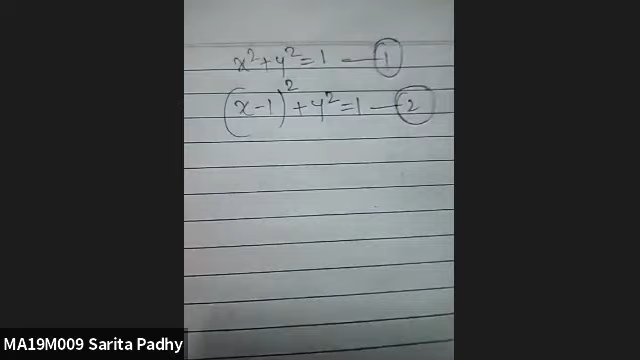 x²+y²=1 — 1
(x-1)²+y²=1 — 2
MA19M009 Sarita Padhy